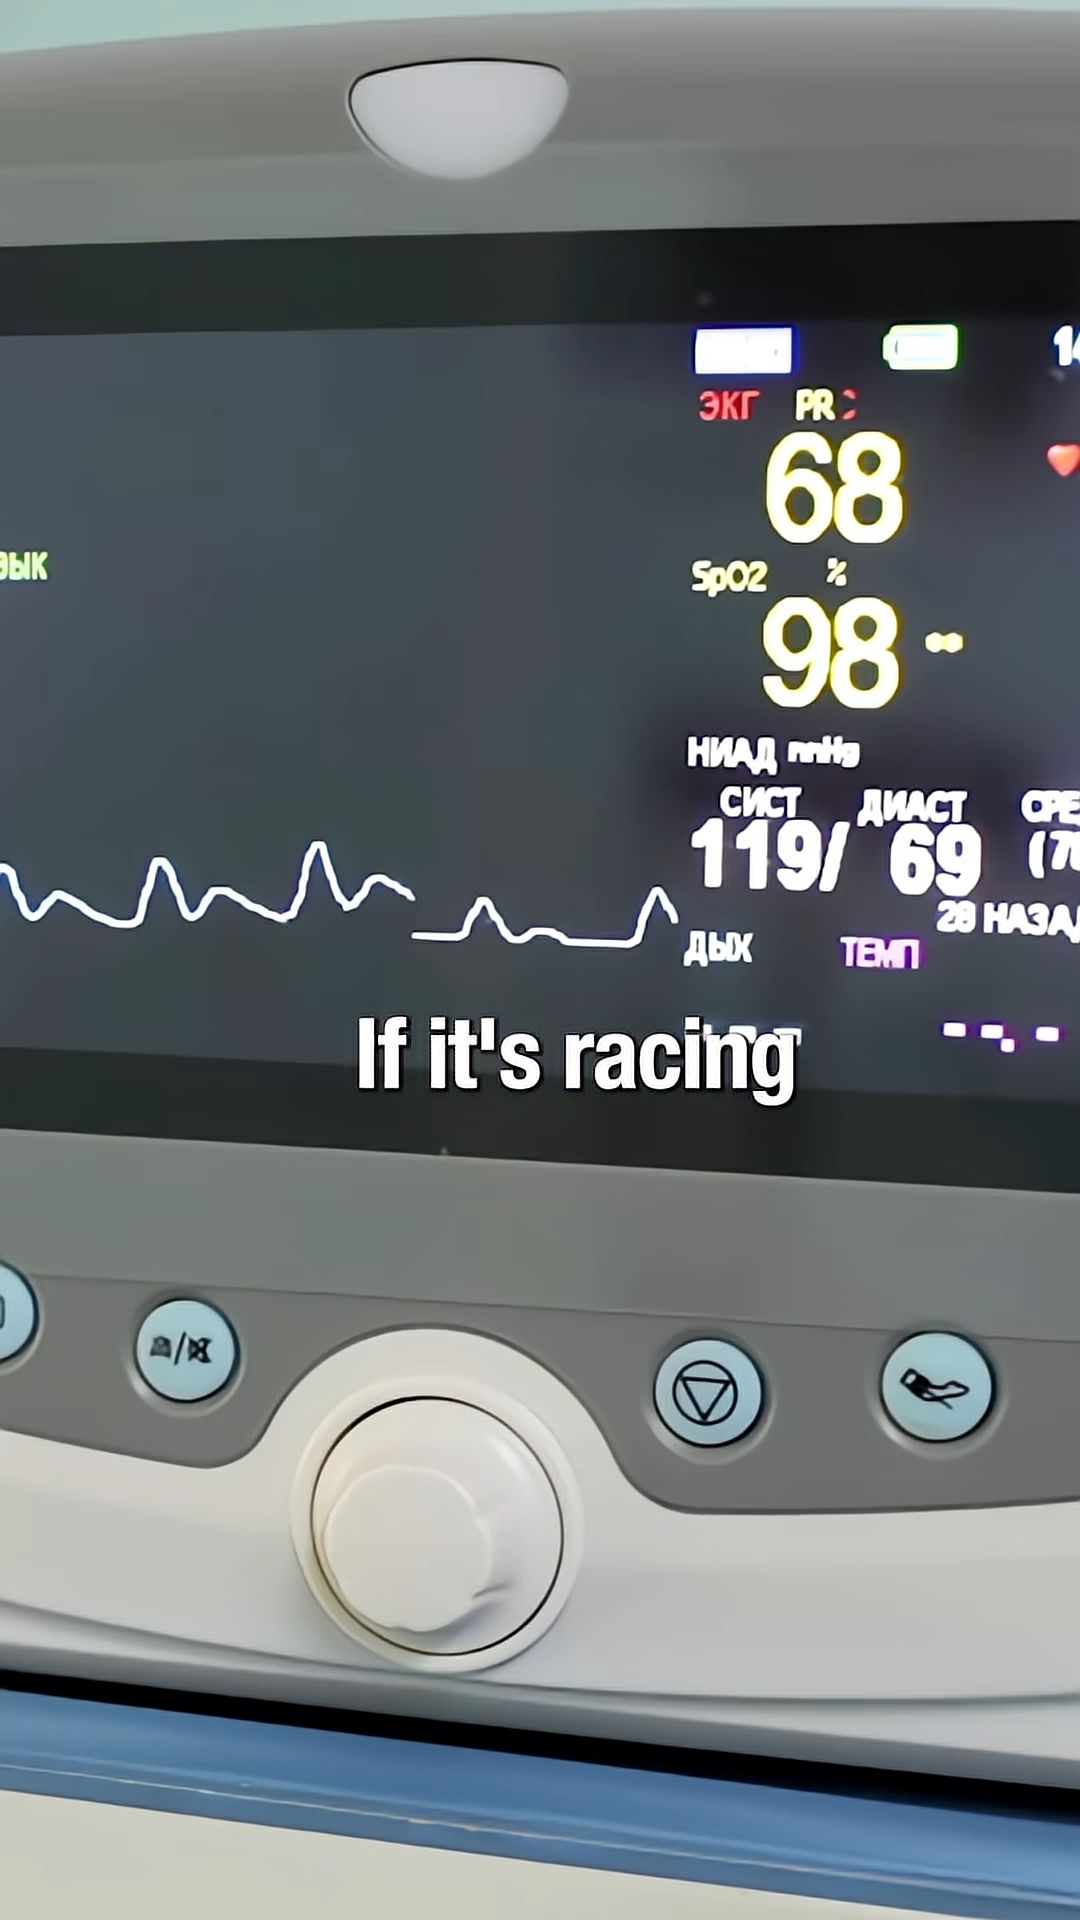 ЭКГ PR
68
SpO2 %
98
НИАД mmHg
СИСТ ДИАСТ
119/ 69
28 НАЗАД
ДЫХ ТЕМП
If it's racing